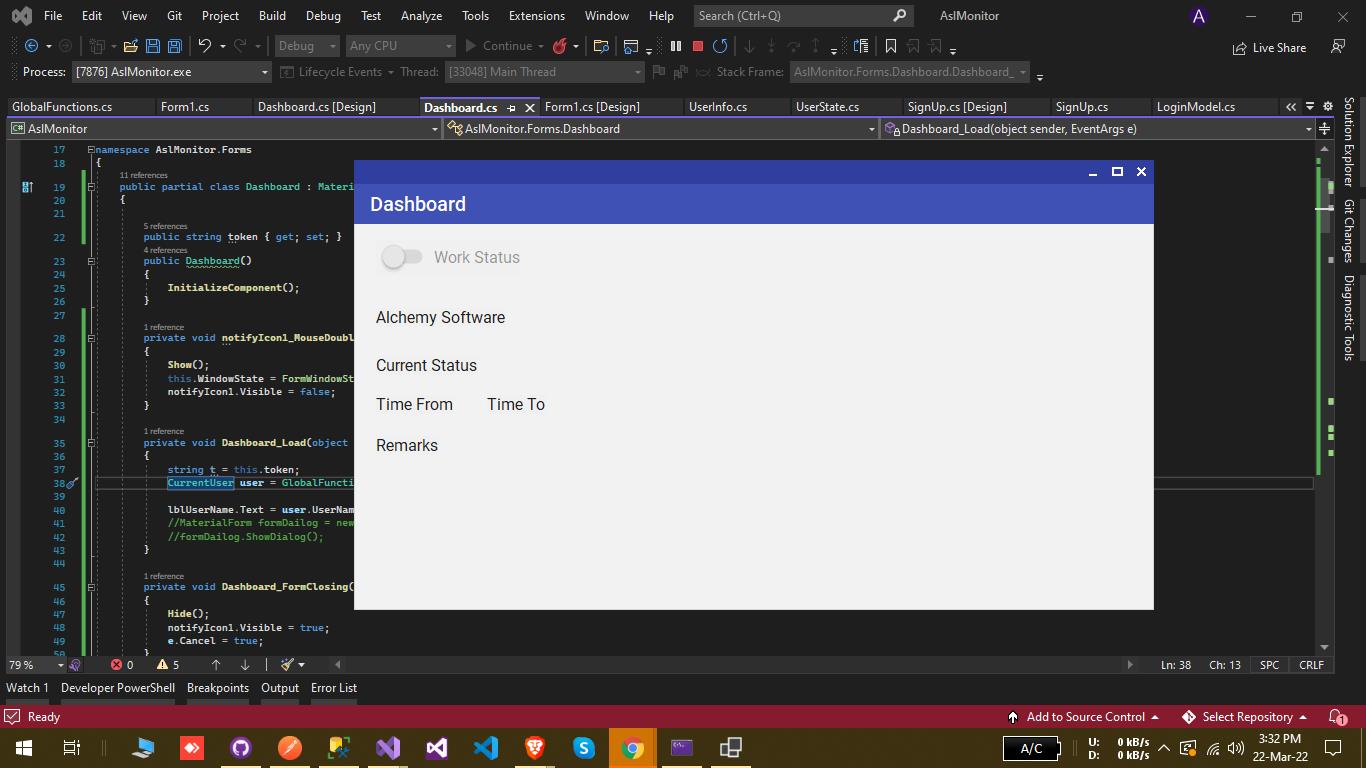 File Edit View Git Project Build Debug Test Analyze Tools Extensions Window Help Search (Ctrl+Q) AslMonitor A
Debug Any CPU Continue Live Share
Process: [7876] AslMonitor.exe Lifecycle Events Thread: [33048] Main Thread Stack Frame: AslMonitor.Forms.Dashboard.Dashboard_
GlobalFunctions.cs Form1.cs Dashboard.cs [Design] Dashboard.cs Form1.cs [Design] UserInfo.cs UserState.cs SignUp.cs [Design] SignUp.cs LoginModel.cs
C# AslMonitor AslMonitor.Forms.Dashboard Dashboard_Load(object sender, EventArgs e)
Solution Explorer
Git Changes
Diagnostic Tools
17 namespace AslMonitor.Forms
18 {
11 references
19 public partial class Dashboard : Materi
20 {
21
5 references
22 public string token { get; set; }
4 references
23 public Dashboard()
24 {
25 InitializeComponent();
26 }
27
1 reference
28 private void notifyIcon1_MouseDoubl
29 {
30 Show();
31 this.WindowState = FormWindowSt
32 notifyIcon1.Visible = false;
33 }
34
1 reference
35 private void Dashboard_Load(object
36 {
37 string t = this.token;
38 CurrentUser user = GlobalFuncti
39
40 lblUserName.Text = user.UserNam
41 //MaterialForm formDailog = new
42 //formDailog.ShowDialog();
43 }
44
1 reference
45 private void Dashboard_FormClosing(
46 {
47 Hide();
48 notifyIcon1.Visible = true;
49 e.Cancel = true;
50 }
Dashboard
Work Status
Alchemy Software
Current Status
Time From Time To
Remarks
79 % 0 5 Ln: 38 Ch: 13 SPC CRLF
Watch 1 Developer PowerShell Breakpoints Output Error List
Ready Add to Source Control Select Repository 1
A/C U: 0 kB/s 3:32 PM
D: 0 kB/s 22-Mar-22